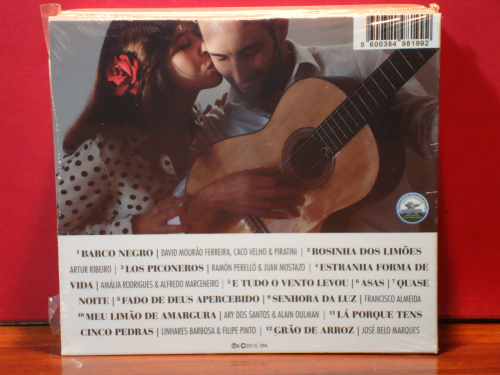 5 600384 981992
¹ BARCO NEGRO | DAVID MOURÃO FERREIRA, CACO VELHO & PIRATINI | ² ROSINHA DOS LIMÕES
ARTUR RIBEIRO | ³ LOS PICONEROS | RAMÓN PERELLÓ & JUAN MOSTAZO | ⁴ ESTRANHA FORMA DE
VIDA | AMÁLIA RODRIGUES & ALFREDO MARCENEIRO | ⁵ E TUDO O VENTO LEVOU | ⁶ ASAS | ⁷ QUASE
NOITE | ⁸ FADO DE DEUS APERCEBIDO | ⁹ SENHORA DA LUZ | FRANCISCO ALMEIDA
¹⁰ MEU LIMÃO DE AMARGURA | ARY DOS SANTOS & ALAIN OULMAN | ¹¹ LÁ PORQUE TENS
CINCO PEDRAS | LINHARES BARBOSA & FILIPE PINTO | ¹² GRÃO DE ARROZ | JOSÉ BELO MARQUES
℗& © 2015, SPA.